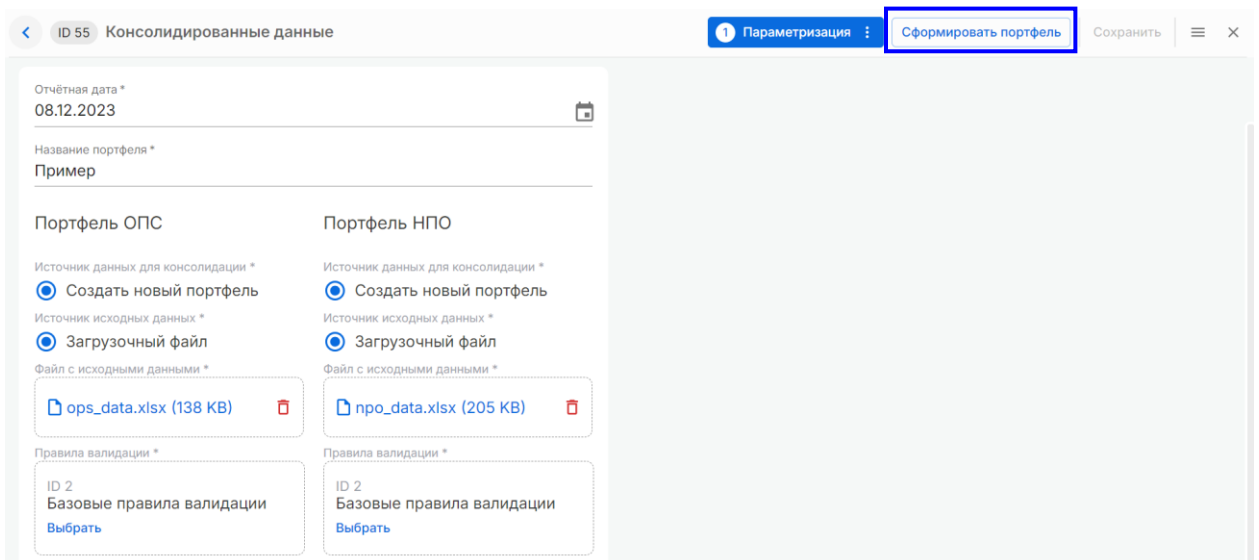 ID 55 Консолидированные данные
1 Параметризация
Сформировать портфель
Сохранить
Отчётная дата *
08.12.2023
Название портфеля *
Пример
Портфель ОПС
Портфель НПО
Источник данных для консолидации *
Источник данных для консолидации *
Создать новый портфель
Создать новый портфель
Источник исходных данных *
Источник исходных данных *
Загрузочный файл
Загрузочный файл
Файл с исходными данными *
Файл с исходными данными *
ops_data.xlsx (138 KB)
npo_data.xlsx (205 KB)
Правила валидации *
Правила валидации *
ID 2
ID 2
Базовые правила валидации
Базовые правила валидации
Выбрать
Выбрать